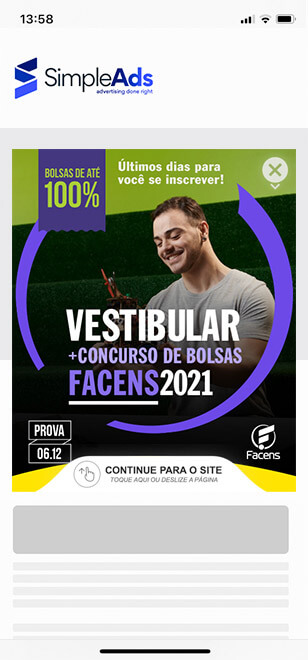 13:58
SimpleAds
advertising done right
BOLSAS DE ATÉ
100%
Últimos dias para
você se inscrever!
VESTIBULAR
+CONCURSO DE BOLSAS
FACENS2021
PROVA
06.12
Facens
CONTINUE PARA O SITE
TOQUE AQUI OU DESLIZE A PÁGINA